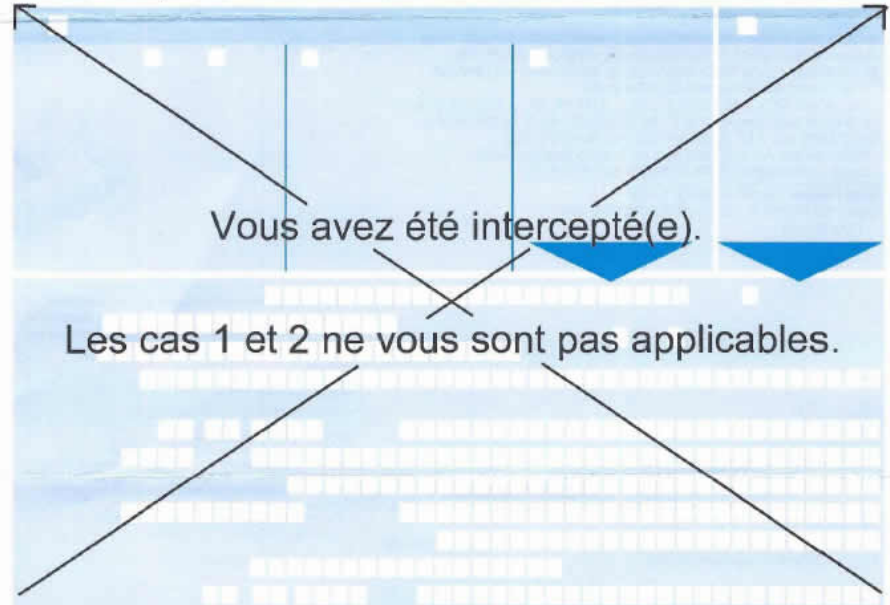 Vous avez été intercepté(e).
Les cas 1 et 2 ne vous sont pas applicables.